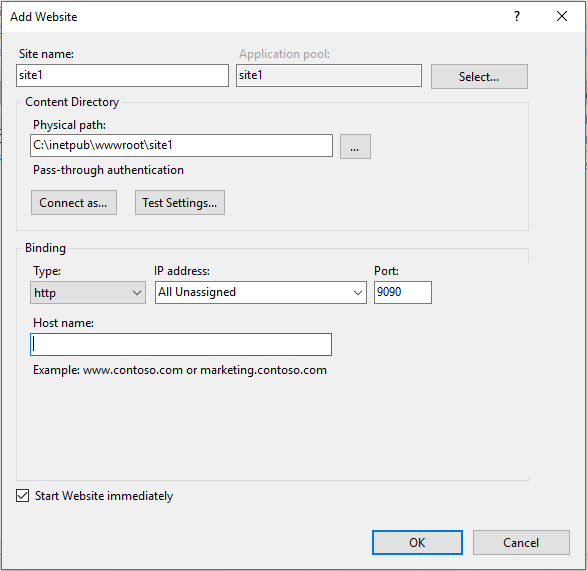 Add Website
?
Site name:
Application pool:
site1
site1
Select...
Content Directory
Physical path:
C:\inetpub\wwwroot\site1
...
Pass-through authentication
Connect as...
Test Settings...
Binding
Type:
IP address:
Port:
http
All Unassigned
9090
Host name:
Example: www.contoso.com or marketing.contoso.com
Start Website immediately
OK
Cancel